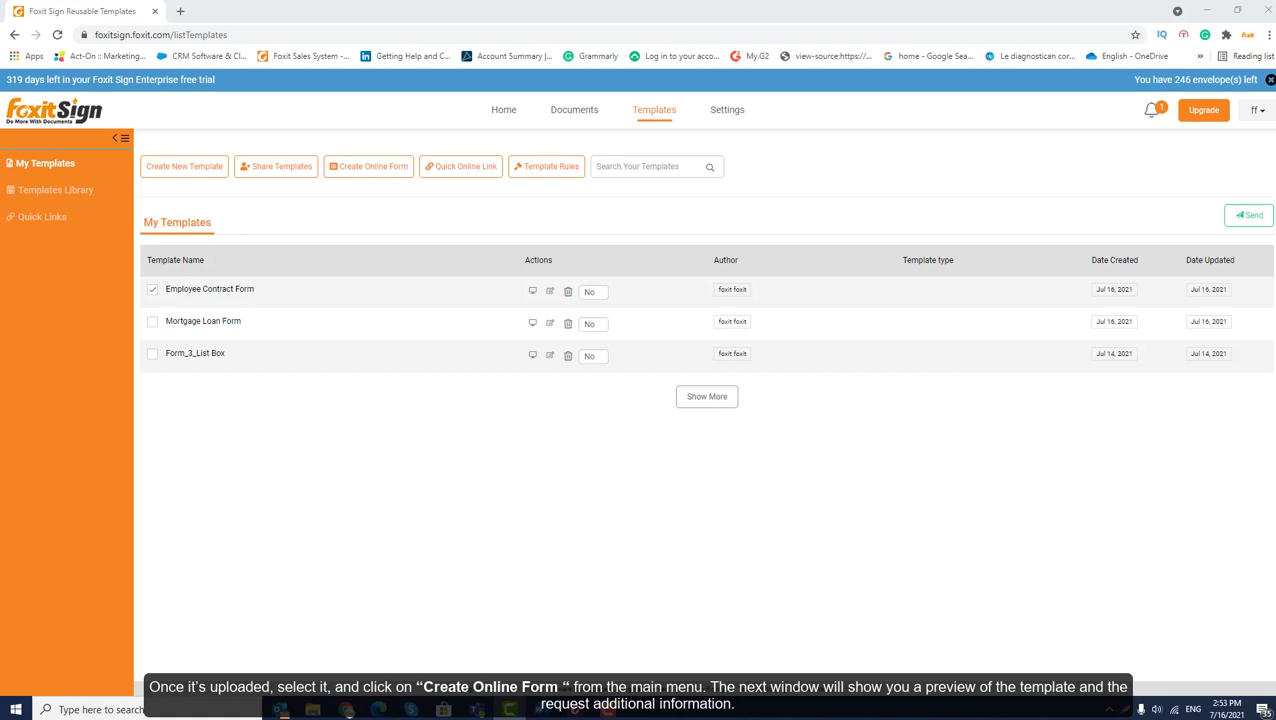 Foxit Sign Reusable Templates
foxitsign.foxit.com/listTemplates
Apps Act-On :: Marketing... CRM Software & Cl... Foxit Sales System -... Getting Help and C... Account Summary |... Grammarly Log in to your acco... My.G2 view-source:https://... home - Google Sea... Le diagnostican cor... English - OneDrive » Reading list
319 days left in your Foxit Sign Enterprise free trial You have 246 envelope(s) left
foxitSign
Do More With Documents
Home Documents Templates Settings 1 Upgrade ff
My Templates
Templates Library
Quick Links
Create New Template Share Templates Create Online Form Quick Online Link Template Rules Search Your Templates
My Templates Send
Template Name Actions Author Template type Date Created Date Updated
Employee Contract Form No foxit foxit Jul 16, 2021 Jul 16, 2021
Mortgage Loan Form No foxit foxit Jul 16, 2021 Jul 16, 2021
Form_3_List Box No foxit foxit Jul 14, 2021 Jul 14, 2021
Show More
Once it's uploaded, select it, and click on “Create Online Form “ from the main menu. The next window will show you a preview of the template and the
request additional information.
Type here to search
ENG
2:53 PM
7/16/2021